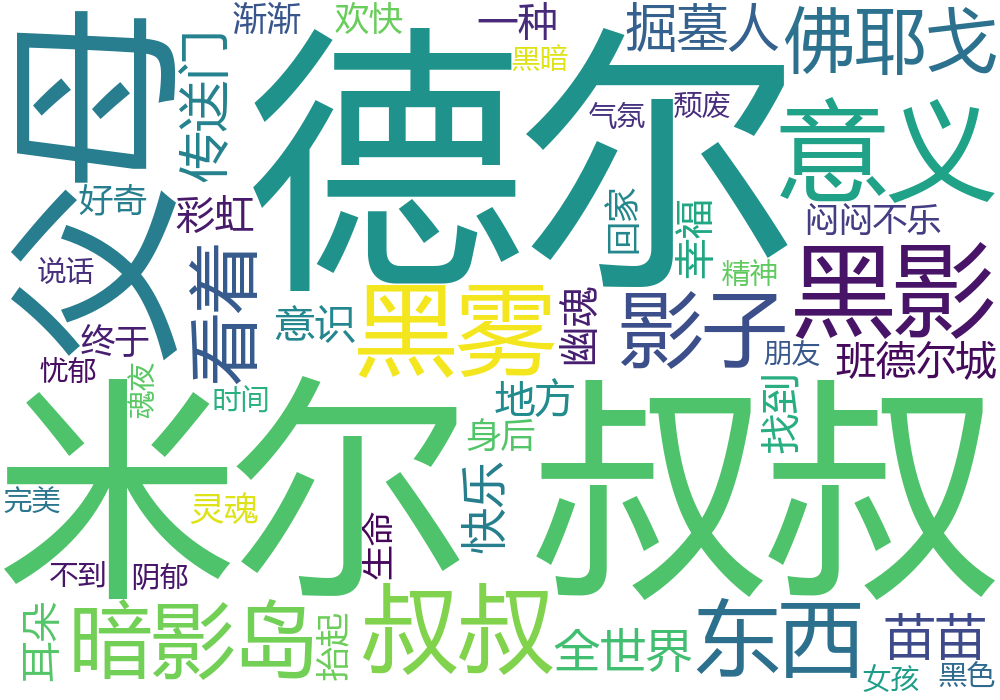 渐渐
欢快
一种
掘墓人
佛耶戈
父母
传送门
德尔
黑暗
气氛
颓废
意义
好奇
彩虹
回家
幸福
闷闷不乐
说话
看着
精神
黑影
终于
意识
黑雾
幽魂
影子
朋友
班德尔城
忧郁
魂夜
时间
地方
找到
米尔 叔叔
身后
完美
灵魂
生命
快乐
不到
阴郁
耳朵
暗影岛
抬起
叔叔
全世界
东西
苗苗
女孩
黑色